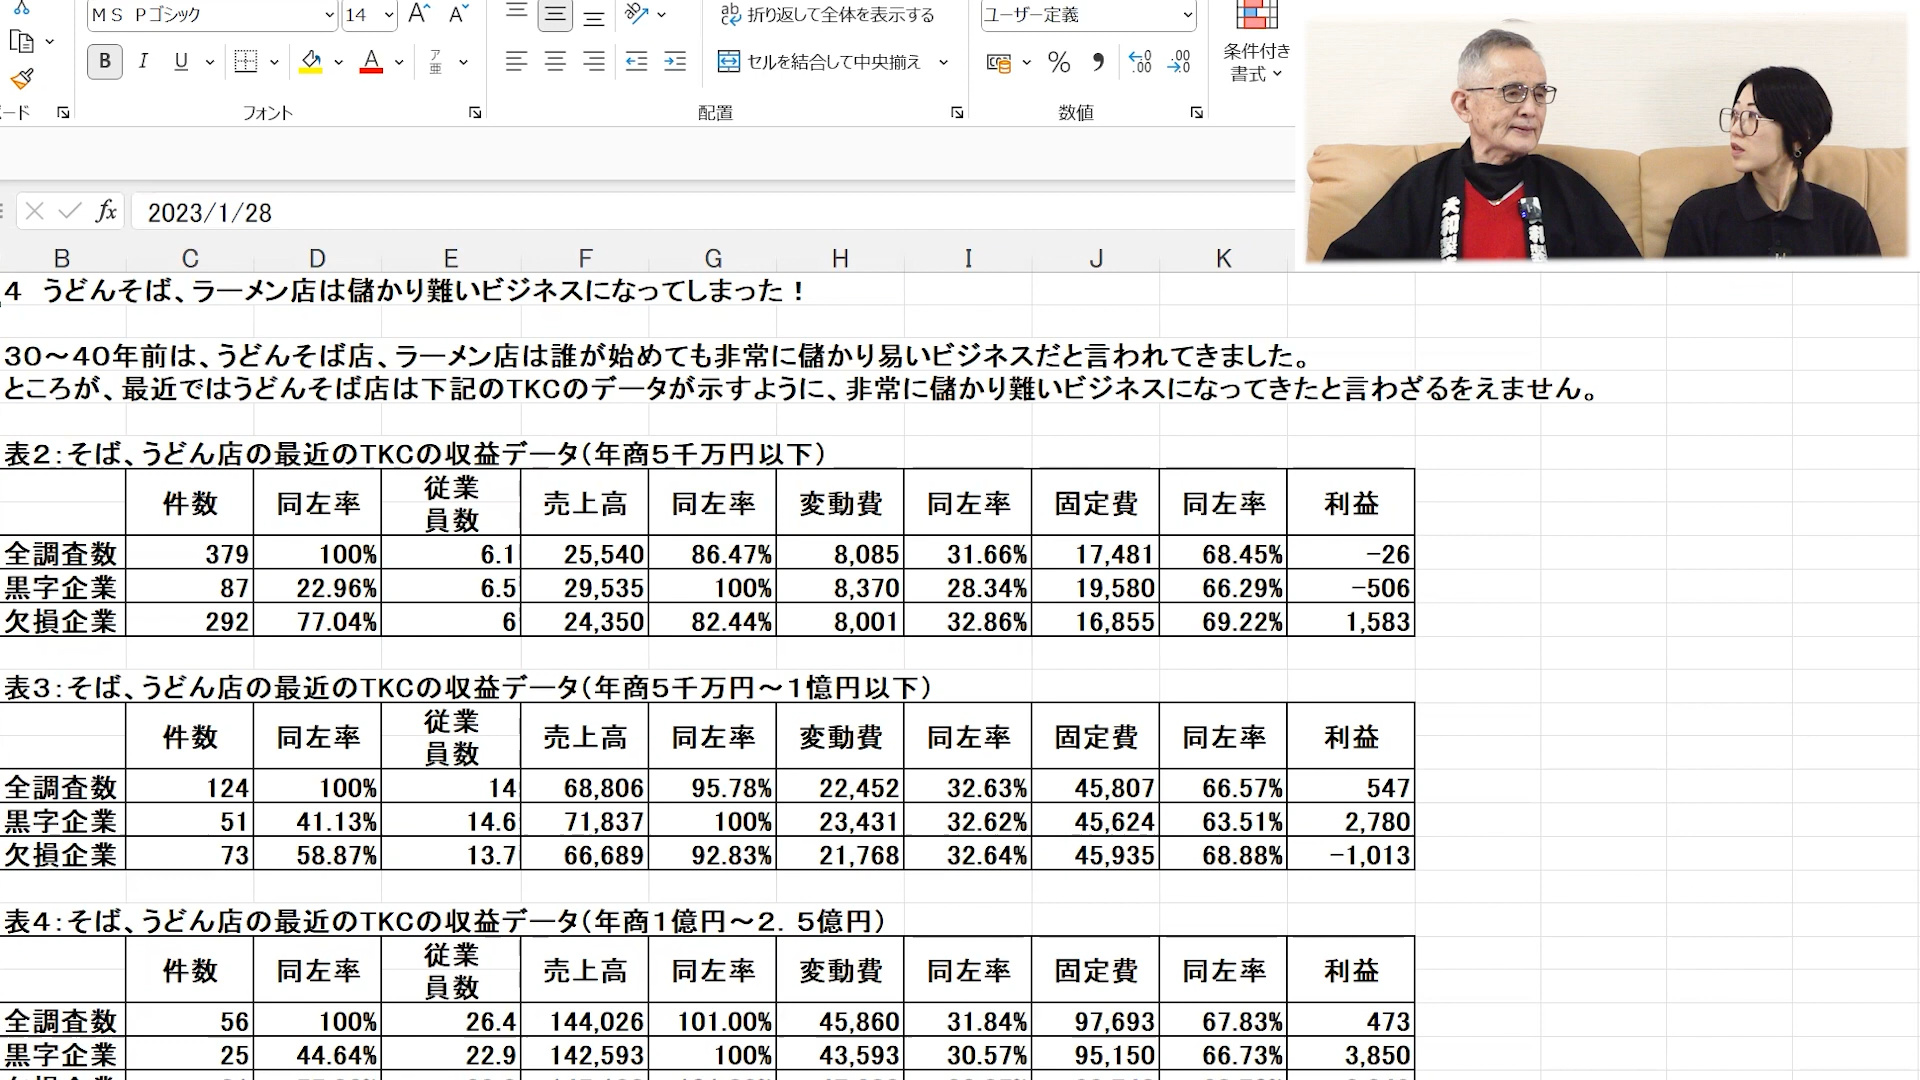 MS Pゴシック 14 A^ A˅ ab 折り返して全体を表示する ユーザー定義
B I U A ア亜 セルを結合して中央揃え % , ←0 .00 .00 →0 条件付き書式
ード フォント 配置 数値
fx 2023/1/28
B C D E F G H I J K
4 うどんそば、ラーメン店は儲かり難いビジネスになってしまった!
30~40年前は、うどんそば店、ラーメン店は誰が始めても非常に儲かり易いビジネスだと言われてきました。
ところが、最近ではうどんそば店は下記のTKCのデータが示すように、非常に儲かり難いビジネスになってきたと言わざるをえません。
表2:そば、うどん店の最近のTKCの収益データ(年商5千万円以下)
件数 同左率 従業員数 売上高 同左率 変動費 同左率 固定費 同左率 利益
全調査数 379 100% 6.1 25,540 86.47% 8,085 31.66% 17,481 68.45% −26
黒字企業 87 22.96% 6.5 29,535 100% 8,370 28.34% 19,580 66.29% −506
欠損企業 292 77.04% 6 24,350 82.44% 8,001 32.86% 16,855 69.22% 1,583
表3:そば、うどん店の最近のTKCの収益データ(年商5千万円~1億円以下)
件数 同左率 従業員数 売上高 同左率 変動費 同左率 固定費 同左率 利益
全調査数 124 100% 14 68,806 95.78% 22,452 32.63% 45,807 66.57% 547
黒字企業 51 41.13% 14.6 71,837 100% 23,431 32.62% 45,624 63.51% 2,780
欠損企業 73 58.87% 13.7 66,689 92.83% 21,768 32.64% 45,935 68.88% −1,013
表4:そば、うどん店の最近のTKCの収益データ(年商1億円~2.5億円)
件数 同左率 従業員数 売上高 同左率 変動費 同左率 固定費 同左率 利益
全調査数 56 100% 26.4 144,026 101.00% 45,860 31.84% 97,693 67.83% 473
黒字企業 25 44.64% 22.9 142,593 100% 43,593 30.57% 95,150 66.73% 3,850
大和製